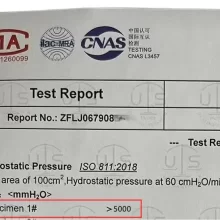 MA
1260099
ilac-MRA
CNAS
中国认可
国际互认
检测
TESTING
CNAS L3457
Test Report
Report No.: ZFLJ067908
ostatic Pressure ISO 811:2018
area of 100cm², Hydrostatic pressure at 60 cmH₂O/mi
<mmH₂O>
cimen 1# >5000